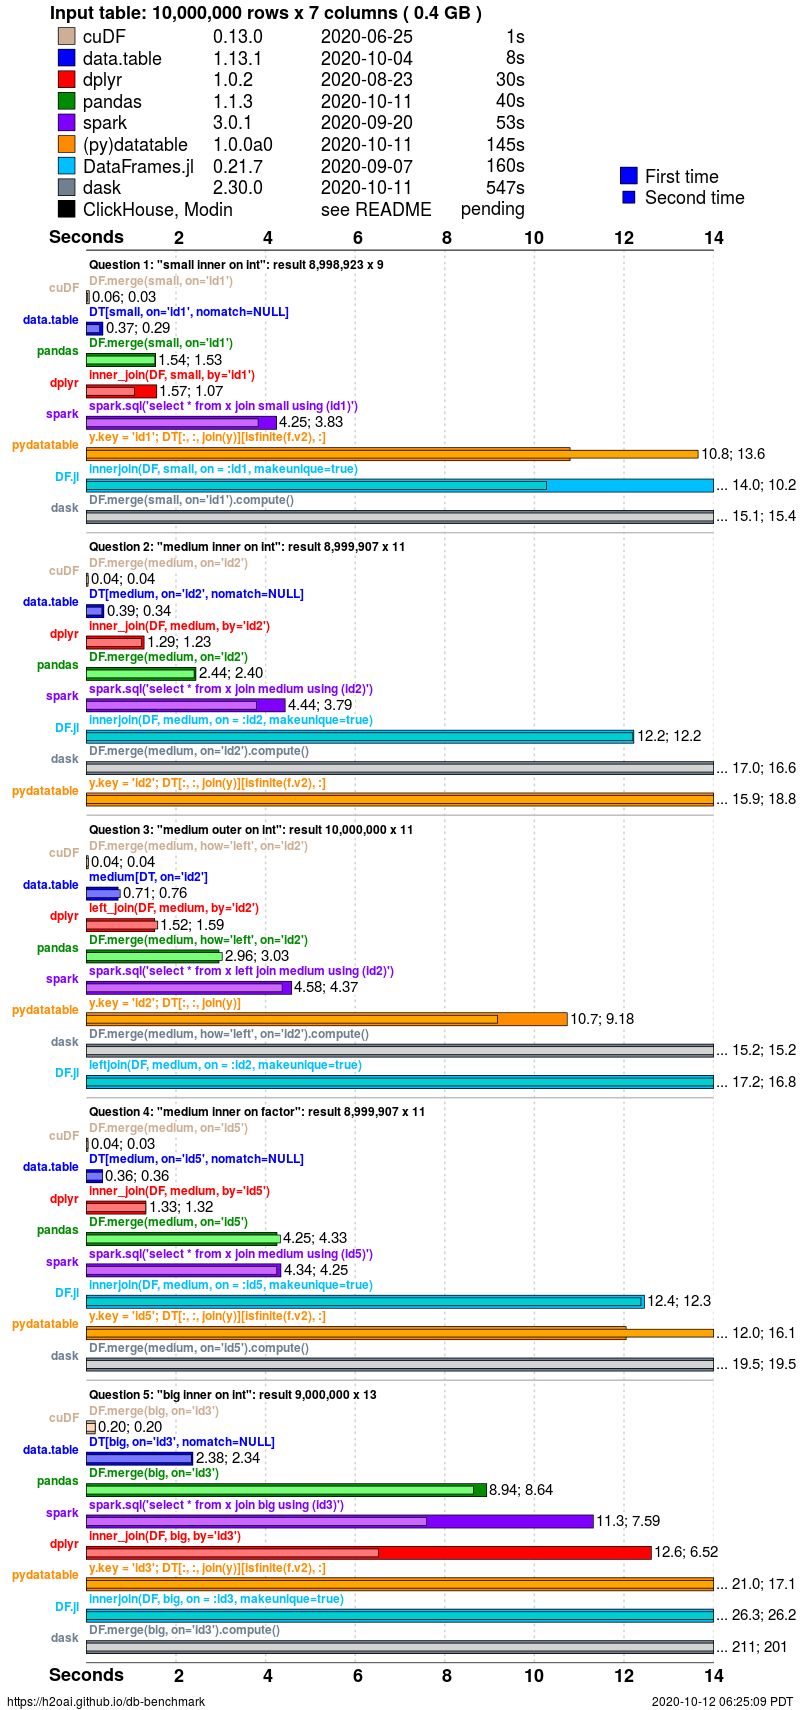 Input table: 10,000,000 rows x 7 columns ( 0.4 GB )
cuDF 0.13.0 2020-06-25 1s
data.table 1.13.1 2020-10-04 8s
dplyr 1.0.2 2020-08-23 30s
pandas 1.1.3 2020-10-11 40s
spark 3.0.1 2020-09-20 53s
(py)datatable 1.0.0a0 2020-10-11 145s
DataFrames.jl 0.21.7 2020-09-07 160s
dask 2.30.0 2020-10-11 547s
ClickHouse, Modin see README pending
First time
Second time
Seconds 2 4 6 8 10 12 14
Question 1: "small inner on int": result 8,998,923 x 9
DF.merge(small, on='id1')
cuDF 0.06; 0.03
DT[small, on='id1', nomatch=NULL]
data.table 0.37; 0.29
DF.merge(small, on='id1')
pandas 1.54; 1.53
inner_join(DF, small, by='id1')
dplyr 1.57; 1.07
spark.sql('select * from x join small using (id1)')
spark 4.25; 3.83
y.key = 'id1'; DT[:, :, join(y)][isfinite(f.v2), :]
pydatatable 10.8; 13.6
innerjoin(DF, small, on = :id1, makeunique=true)
DF.jl ... 14.0; 10.2
DF.merge(small, on='id1').compute()
dask ... 15.1; 15.4
Question 2: "medium inner on int": result 8,999,907 x 11
DF.merge(medium, on='id2')
cuDF 0.04; 0.04
DT[medium, on='id2', nomatch=NULL]
data.table 0.39; 0.34
inner_join(DF, medium, by='id2')
dplyr 1.29; 1.23
DF.merge(medium, on='id2')
pandas 2.44; 2.40
spark.sql('select * from x join medium using (id2)')
spark 4.44; 3.79
innerjoin(DF, medium, on = :id2, makeunique=true)
DF.jl 12.2; 12.2
DF.merge(medium, on='id2').compute()
dask ... 17.0; 16.6
y.key = 'id2'; DT[:, :, join(y)][isfinite(f.v2), :]
pydatatable ... 15.9; 18.8
Question 3: "medium outer on int": result 10,000,000 x 11
DF.merge(medium, how='left', on='id2')
cuDF 0.04; 0.04
medium[DT, on='id2']
data.table 0.71; 0.76
left_join(DF, medium, by='id2')
dplyr 1.52; 1.59
DF.merge(medium, how='left', on='id2')
pandas 2.96; 3.03
spark.sql('select * from x left join medium using (id2)')
spark 4.58; 4.37
y.key = 'id2'; DT[:, :, join(y)]
pydatatable 10.7; 9.18
DF.merge(medium, how='left', on='id2').compute()
dask ... 15.2; 15.2
leftjoin(DF, medium, on = :id2, makeunique=true)
DF.jl ... 17.2; 16.8
Question 4: "medium inner on factor": result 8,999,907 x 11
DF.merge(medium, on='id5')
cuDF 0.04; 0.03
DT[medium, on='id5', nomatch=NULL]
data.table 0.36; 0.36
inner_join(DF, medium, by='id5')
dplyr 1.33; 1.32
DF.merge(medium, on='id5')
pandas 4.25; 4.33
spark.sql('select * from x join medium using (id5)')
spark 4.34; 4.25
innerjoin(DF, medium, on = :id5, makeunique=true)
DF.jl 12.4; 12.3
y.key = 'id5'; DT[:, :, join(y)][isfinite(f.v2), :]
pydatatable ... 12.0; 16.1
DF.merge(medium, on='id5').compute()
dask ... 19.5; 19.5
Question 5: "big inner on int": result 9,000,000 x 13
DF.merge(big, on='id3')
cuDF 0.20; 0.20
DT[big, on='id3', nomatch=NULL]
data.table 2.38; 2.34
DF.merge(big, on='id3')
pandas 8.94; 8.64
spark.sql('select * from x join big using (id3)')
spark 11.3; 7.59
inner_join(DF, big, by='id3')
dplyr 12.6; 6.52
y.key = 'id3'; DT[:, :, join(y)][isfinite(f.v2), :]
pydatatable ... 21.0; 17.1
innerjoin(DF, big, on = :id3, makeunique=true)
DF.jl ... 26.3; 26.2
DF.merge(big, on='id3').compute()
dask ... 211; 201
Seconds 2 4 6 8 10 12 14
https://h2oai.github.io/db-benchmark 2020-10-12 06:25:09 PDT